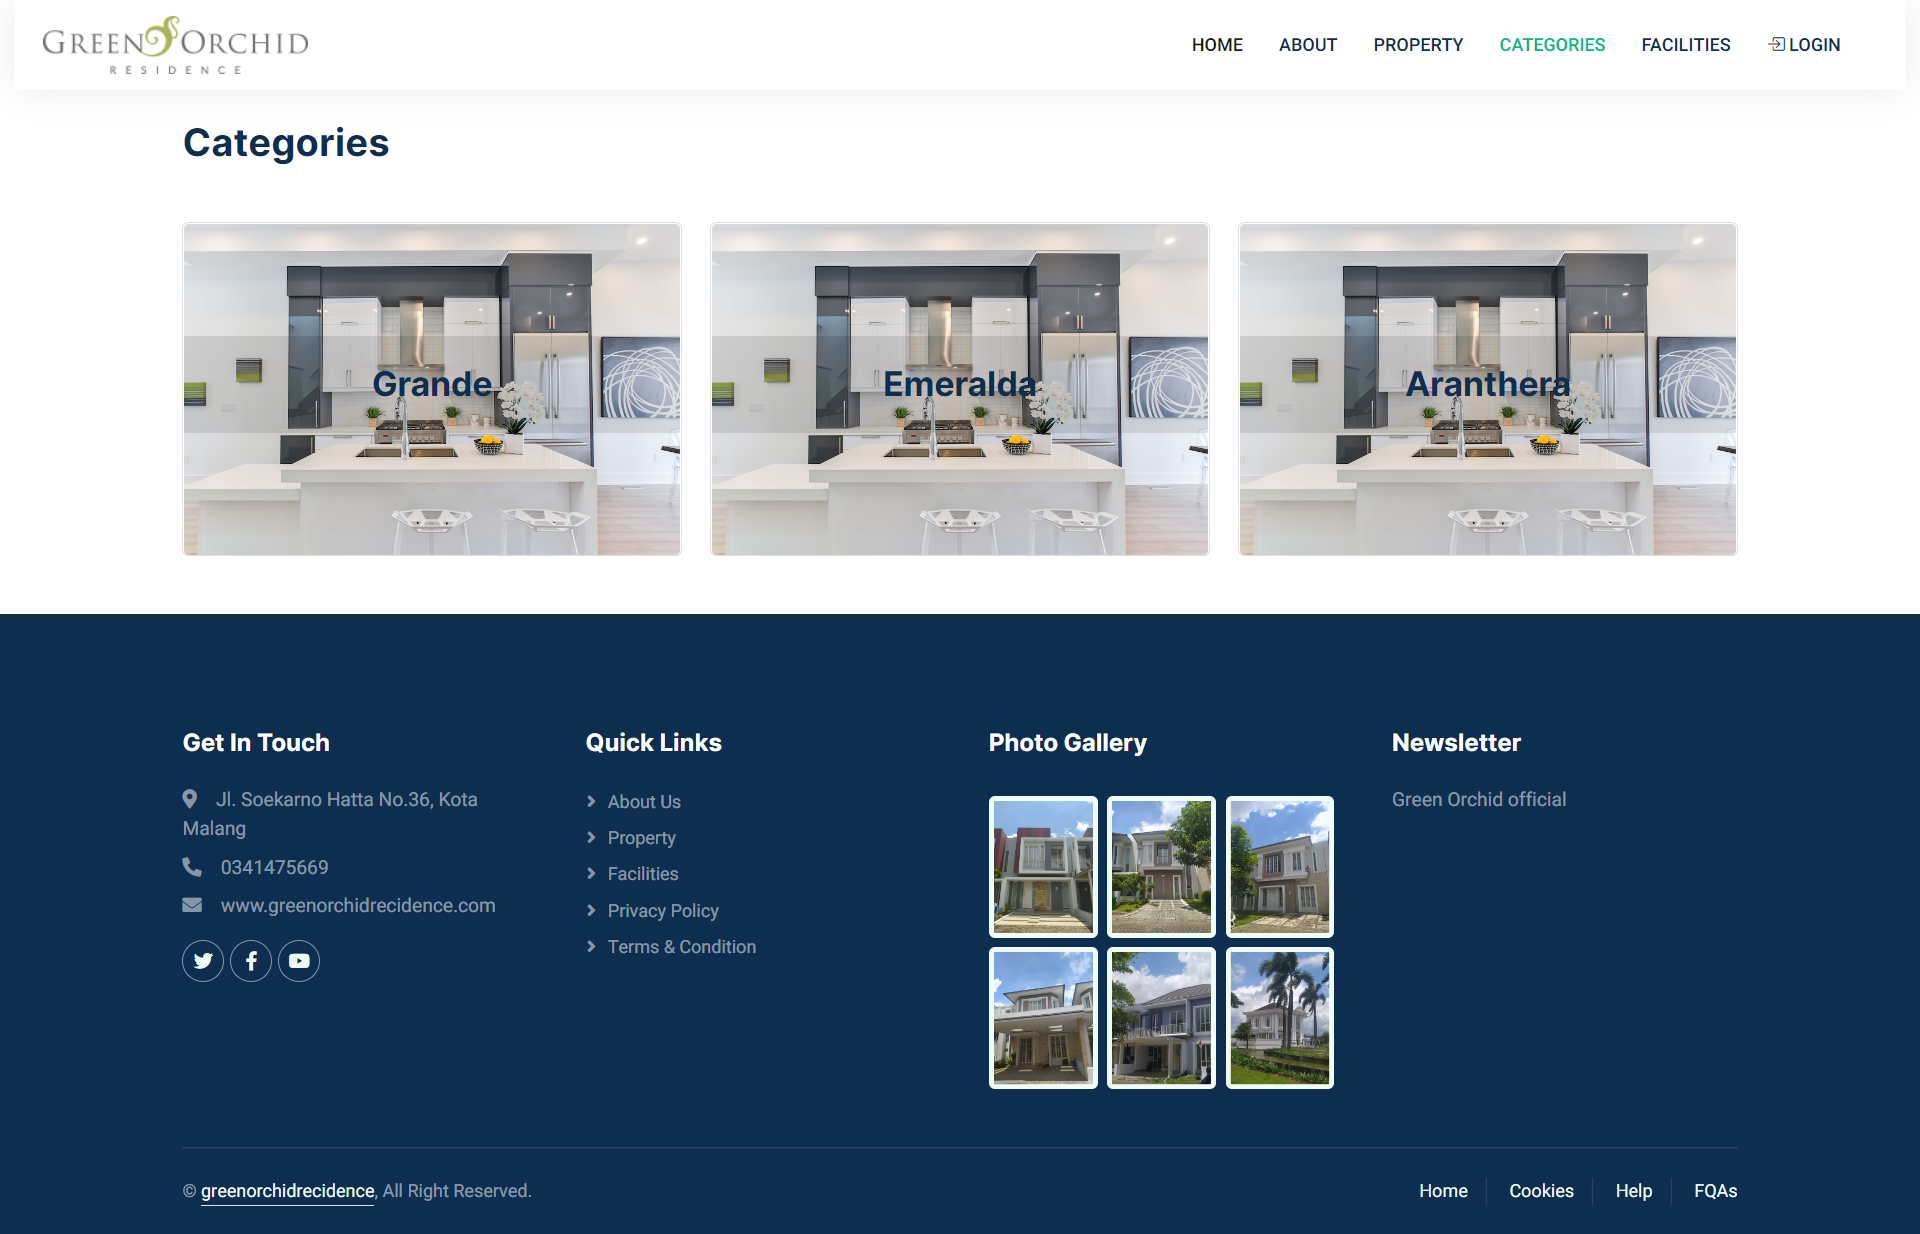 GREEN ORCHID
RESIDENCE
HOME
ABOUT
PROPERTY
CATEGORIES
FACILITIES
LOGIN
Categories
Grande
Emeralda
Aranthera
Get In Touch
Jl. Soekarno Hatta No.36, Kota
Malang
0341475669
www.greenorchidrecidence.com
Quick Links
About Us
Property
Facilities
Privacy Policy
Terms & Condition
Photo Gallery
Newsletter
Green Orchid official
© greenorchidrecidence, All Right Reserved.
Home
Cookies
Help
FQAs